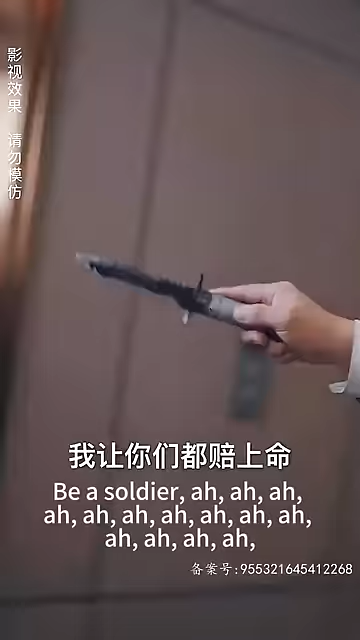 影视效果 请勿模仿
我让你们都赔上命
Be a soldier, ah, ah, ah,
ah, ah, ah, ah, ah, ah, ah,
ah, ah, ah, ah,
备案号:955321645412268